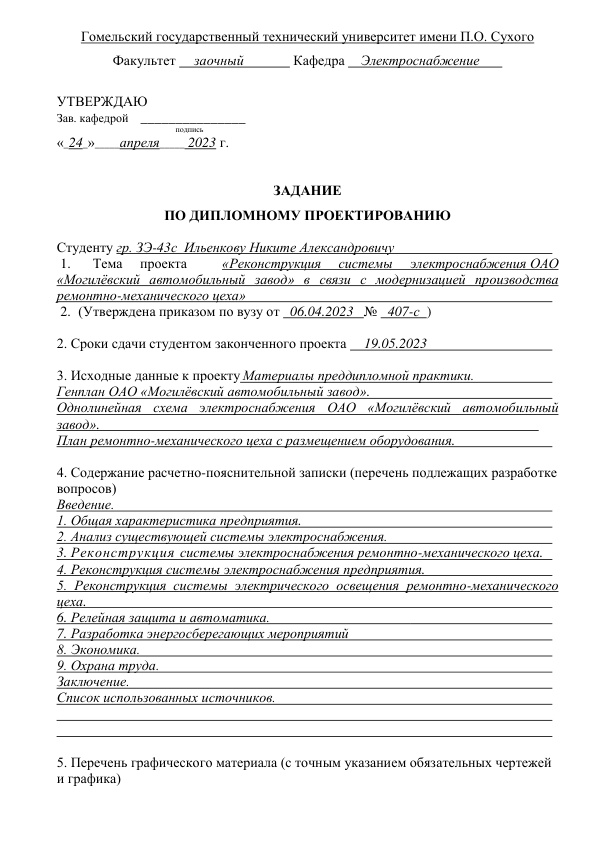 Гомельский государственный технический университет имени П.О. Сухого
Факультет заочный Кафедра Электроснабжение
УТВЕРЖДАЮ
Зав. кафедрой _______________
подпись
« 24 » апреля 2023 г.
ЗАДАНИЕ
ПО ДИПЛОМНОМУ ПРОЕКТИРОВАНИЮ
Студенту гр. ЗЭ-43с Ильенкову Никите Александровичу
1. Тема проекта «Реконструкция системы электроснабжения ОАО
«Могилёвский автомобильный завод» в связи с модернизацией производства
ремонтно-механического цеха»
2. (Утверждена приказом по вузу от 06.04.2023 № 407-с )
2. Сроки сдачи студентом законченного проекта 19.05.2023
3. Исходные данные к проекту Материалы преддипломной практики.
Генплан ОАО «Могилёвский автомобильный завод».
Однолинейная схема электроснабжения ОАО «Могилёвский автомобильный
завод».
План ремонтно-механического цеха с размещением оборудования.
4. Содержание расчетно-пояснительной записки (перечень подлежащих разработке
вопросов)
Введение.
1. Общая характеристика предприятия.
2. Анализ существующей системы электроснабжения.
3. Реконструкция системы электроснабжения ремонтно-механического цеха.
4. Реконструкция системы электроснабжения предприятия.
5. Реконструкция системы электрического освещения ремонтно-механического
цеха.
6. Релейная защита и автоматика.
7. Разработка энергосберегающих мероприятий
8. Экономика.
9. Охрана труда.
Заключение.
Список использованных источников.
5. Перечень графического материала (с точным указанием обязательных чертежей
и графика)